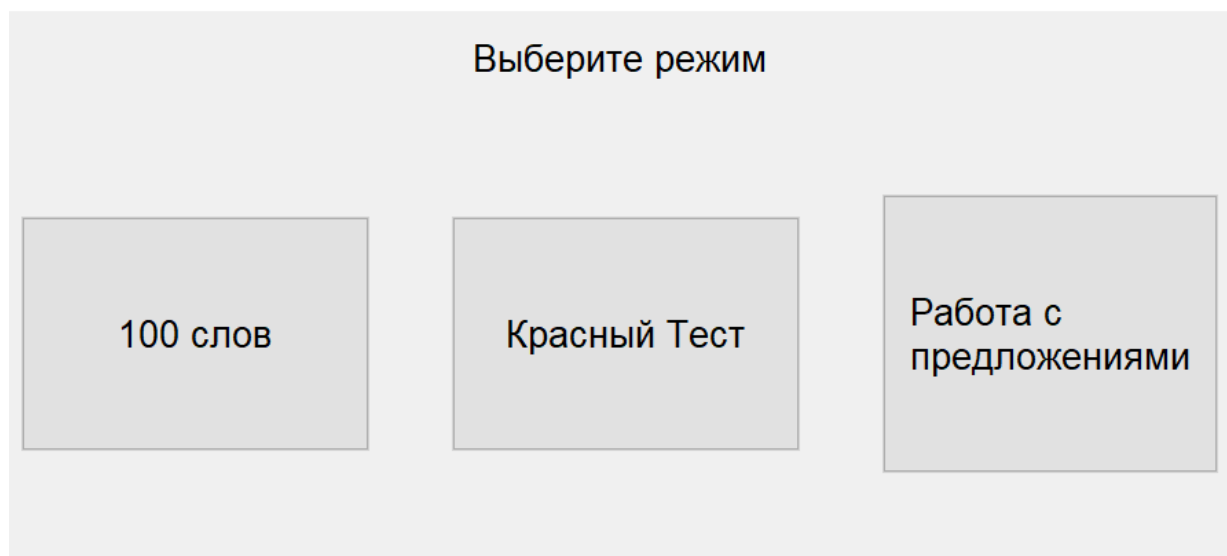 Выберите режим
100 слов
Красный Тест
Работа с
предложениями